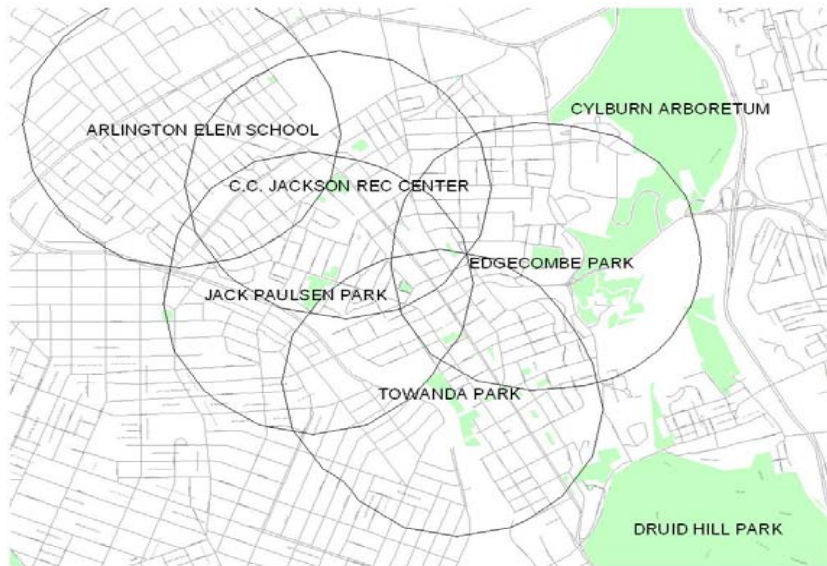 CYLBURN ARBORETUM
ARLINGTON ELEM SCHOOL
C.C. JACKSON REC CENTER
EDGECOMBE PARK
JACK PAULSEN PARK
TOWANDA PARK
DRUID HILL PARK